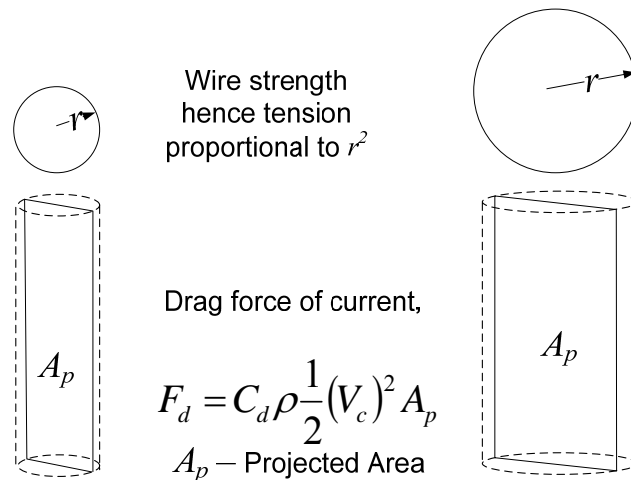 r
Wire strength
hence tension
proportional to r²
r
Drag force of current,
A_p
F_d = C_d ρ 1/2 (V_c)² A_p
A_p
A_p – Projected Area